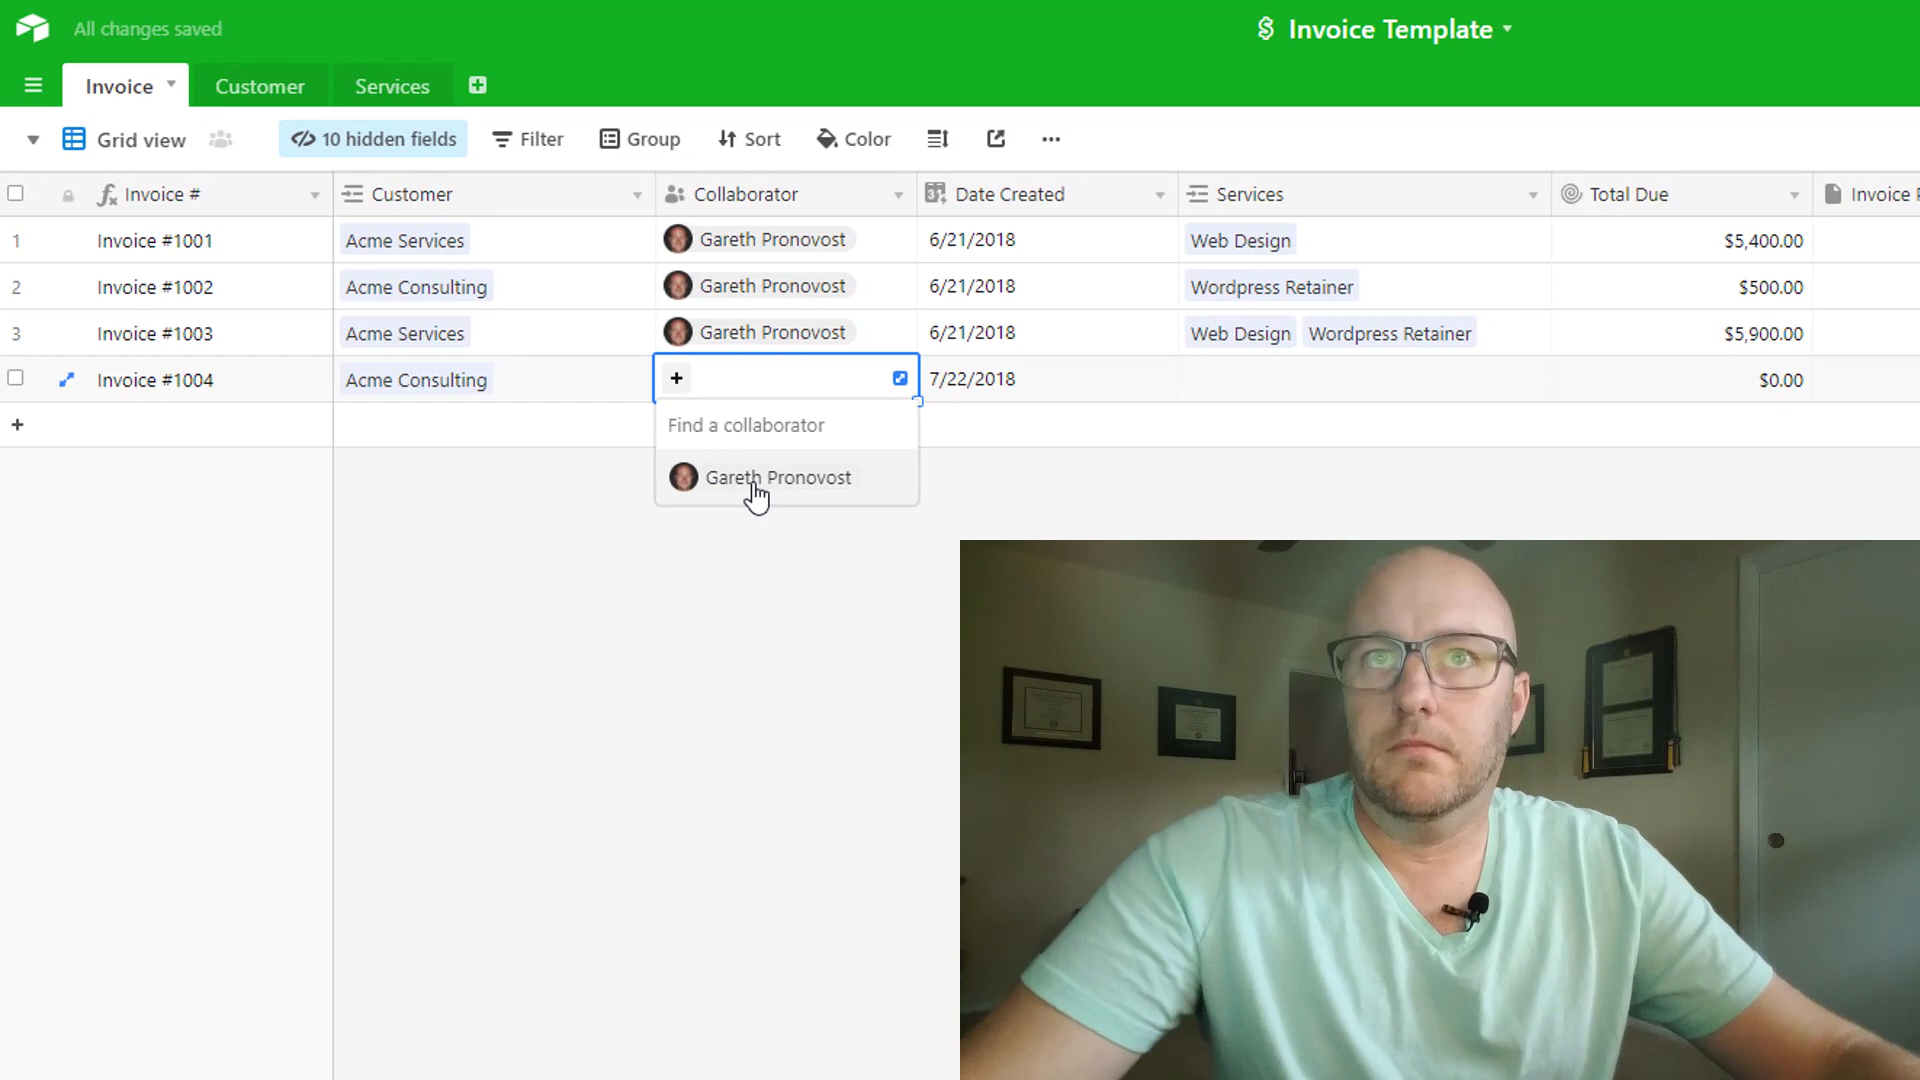 All changes saved
Invoice Template
Invoice Customer Services
Grid view 10 hidden fields Filter Group Sort Color
Invoice # Customer Collaborator Date Created Services Total Due Invoice
1 Invoice #1001 Acme Services Gareth Pronovost 6/21/2018 Web Design $5,400.00
2 Invoice #1002 Acme Consulting Gareth Pronovost 6/21/2018 Wordpress Retainer $500.00
3 Invoice #1003 Acme Services Gareth Pronovost 6/21/2018 Web Design Wordpress Retainer $5,900.00
Invoice #1004 Acme Consulting 7/22/2018 $0.00
Find a collaborator
Gareth Pronovost